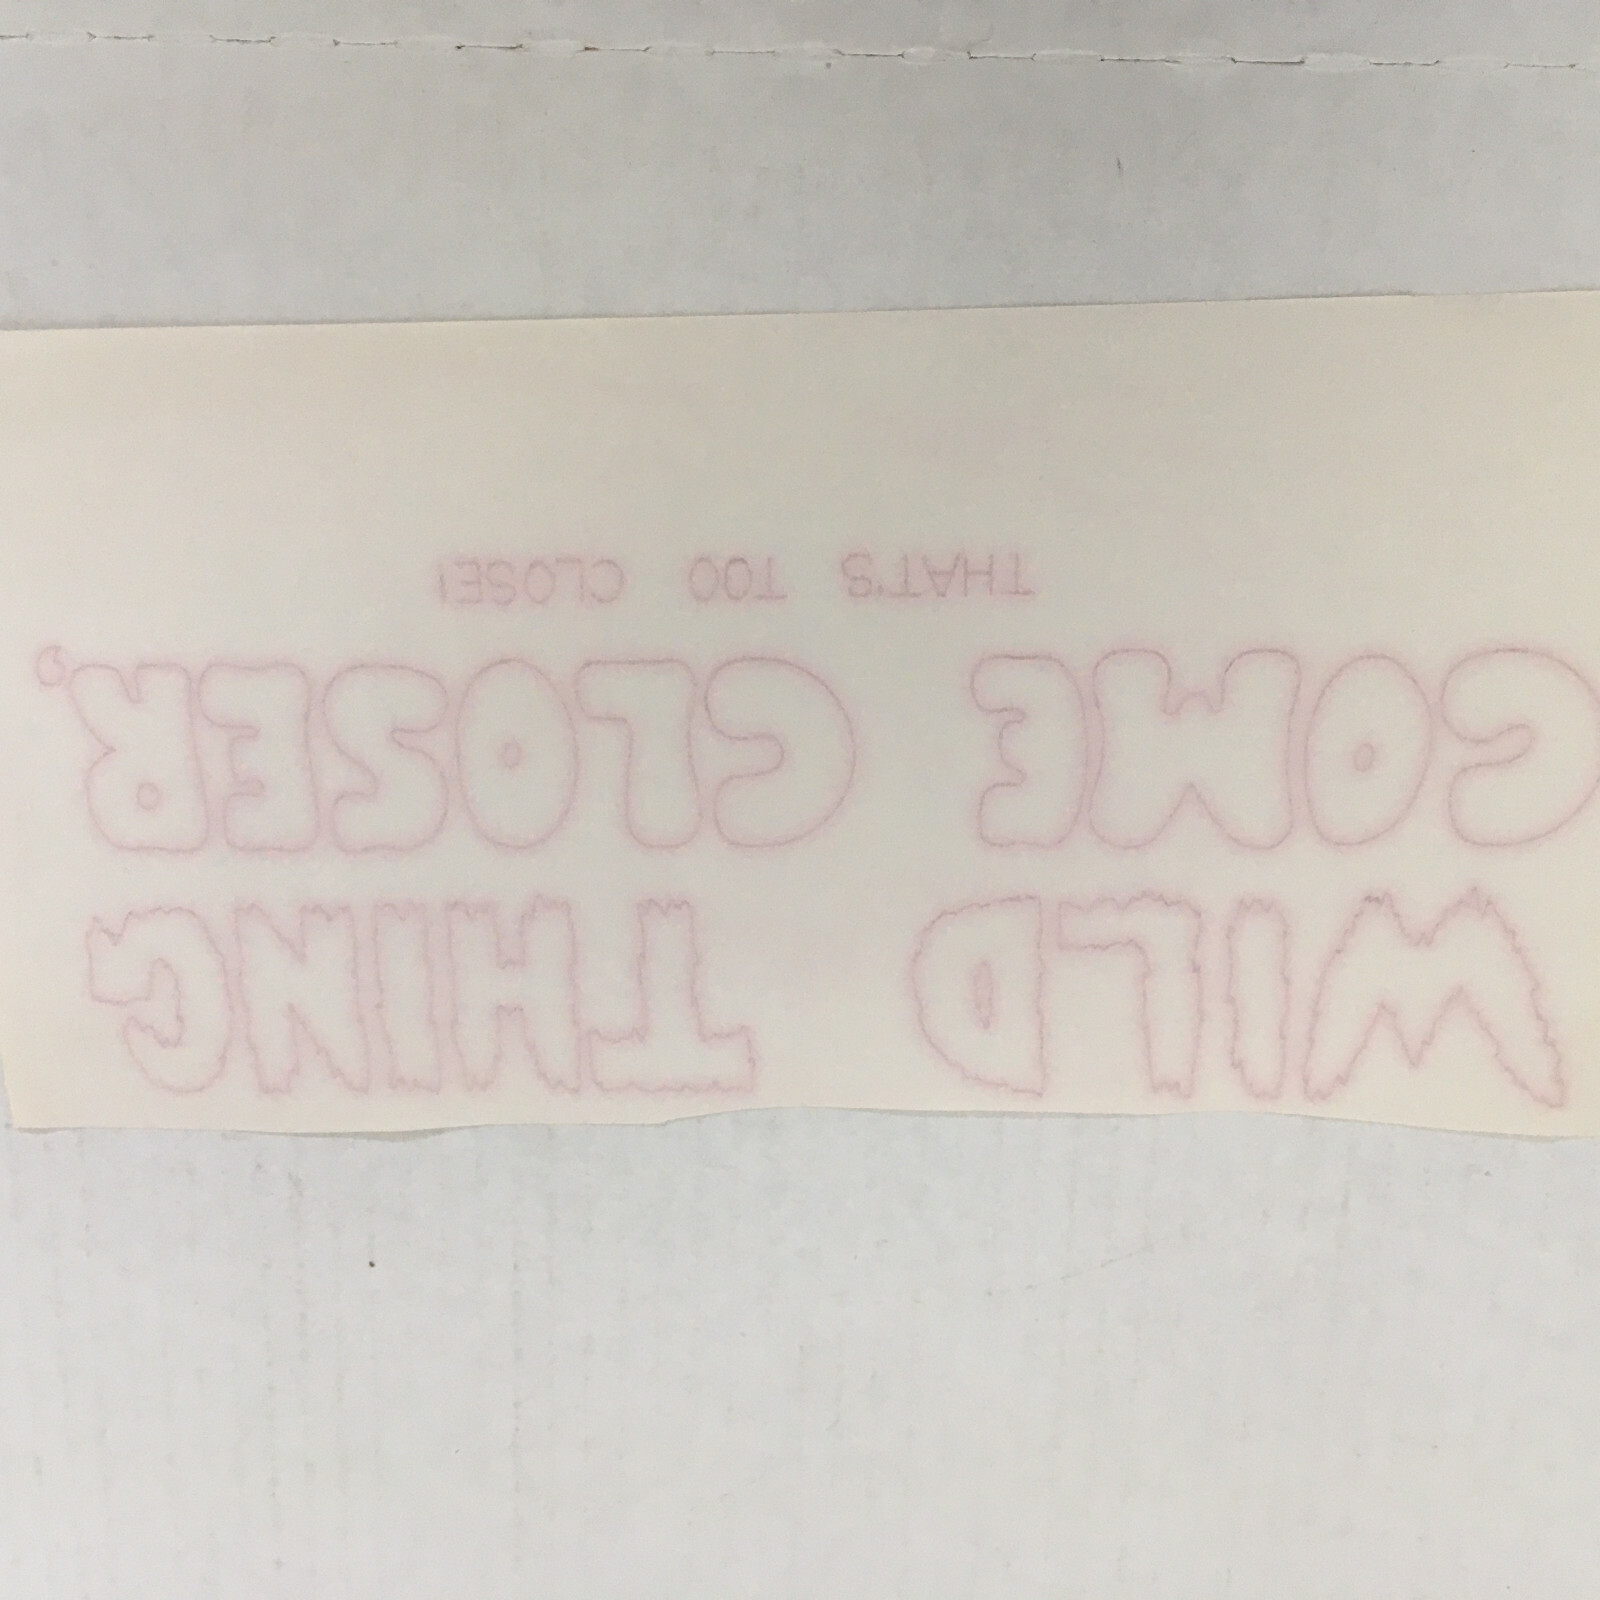 WILD THING
COME CLOSER,
THAT'S TOO CLOSE!